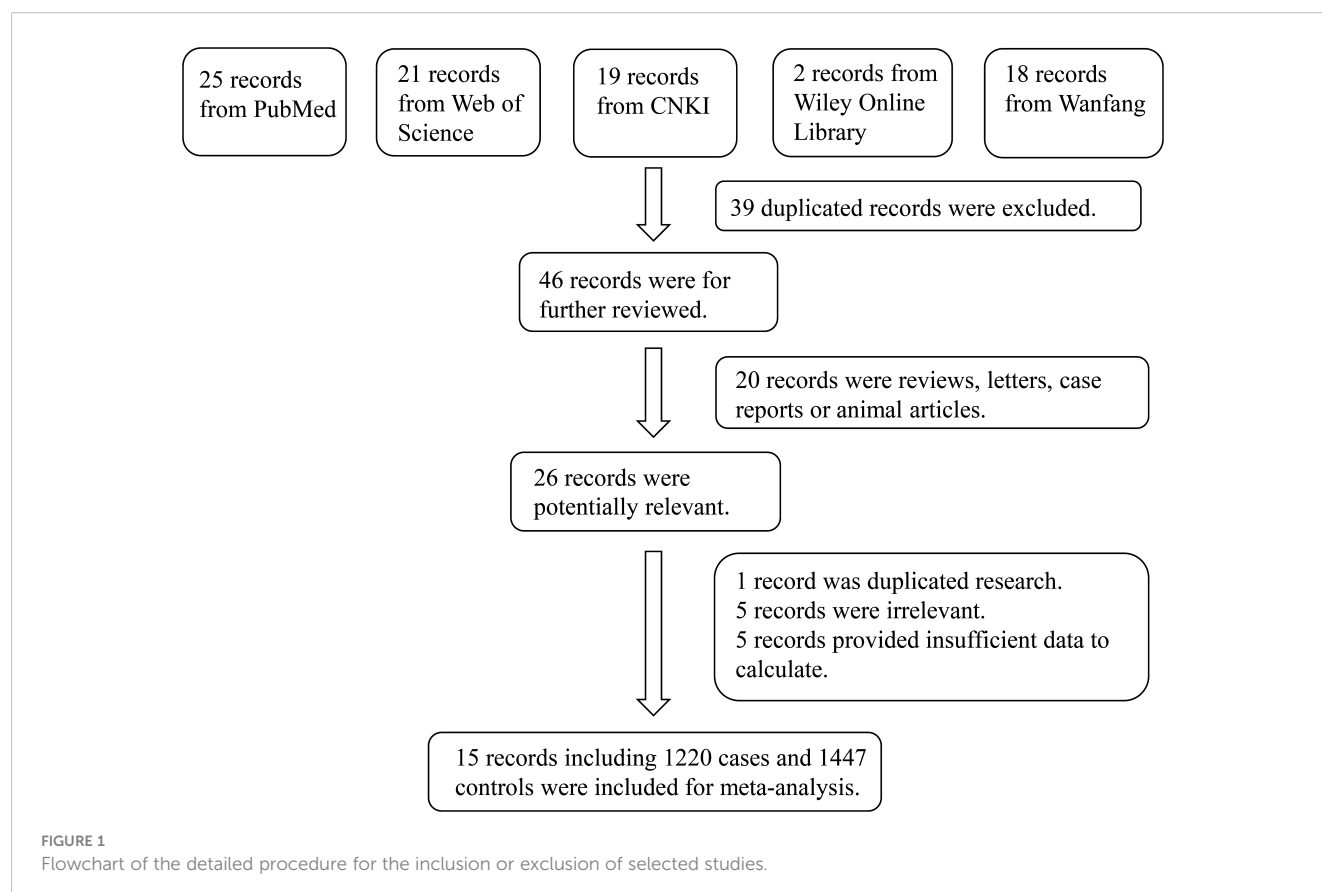 25 records
from PubMed
21 records
from Web of
Science
19 records
from CNKI
2 records from
Wiley Online
Library
18 records
from Wanfang
39 duplicated records were excluded.
46 records were for
further reviewed.
20 records were reviews, letters, case
reports or animal articles.
26 records were
potentially relevant.
1 record was duplicated research.
5 records were irrelevant.
5 records provided insufficient data to
calculate.
15 records including 1220 cases and 1447
controls were included for meta-analysis.
FIGURE 1
Flowchart of the detailed procedure for the inclusion or exclusion of selected studies.